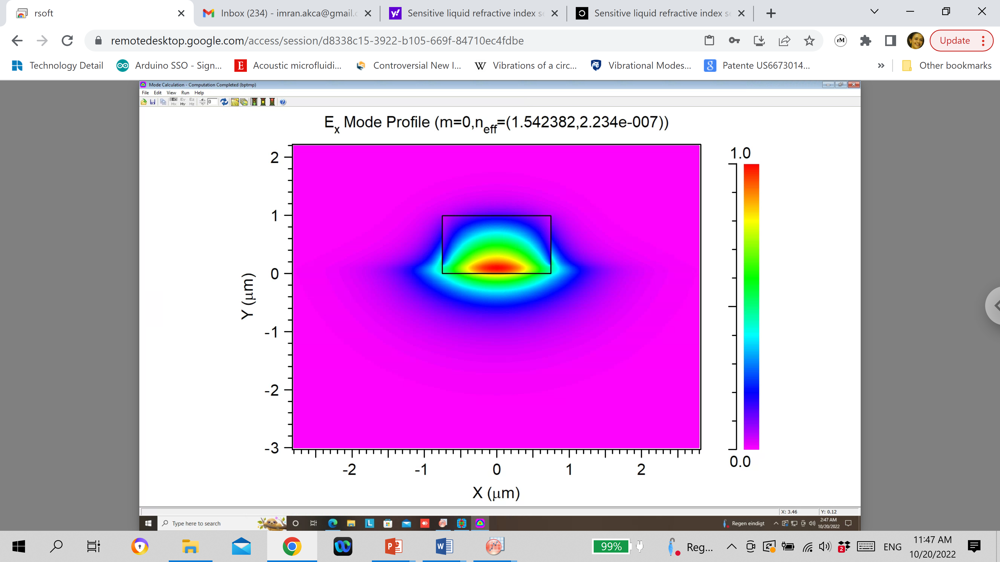 rsoft
Inbox (234) - imran.akca@gmail.c
Sensitive liquid refractive index se
Sensitive liquid refractive index se
remotedesktop.google.com/access/session/d8338c15-3922-b105-669f-84710ec4fdbe
rM
Update
Technology Detail
Arduino SSO - Sign...
Acoustic microfluidi...
Controversial New I...
Vibrations of a circ...
Vibrational Modes...
Patente US6673014...
»
Other bookmarks
Mode Calculation - Computation Completed (bptmp)
File Edit View Run Help
Ex Ey Ez
Hx Hy Hz
0
Ex Mode Profile (m=0,neff=(1.542382,2.234e-007))
2
1
0
-1
-2
-3
Y (μm)
-2 -1 0 1 2
X (μm)
1.0
0.0
X: 3.46 Y: 0.12
Type here to search
Regen eindigt
2:47 AM
10/20/2022
99%
Reg...
2
ENG
11:47 AM
10/20/2022